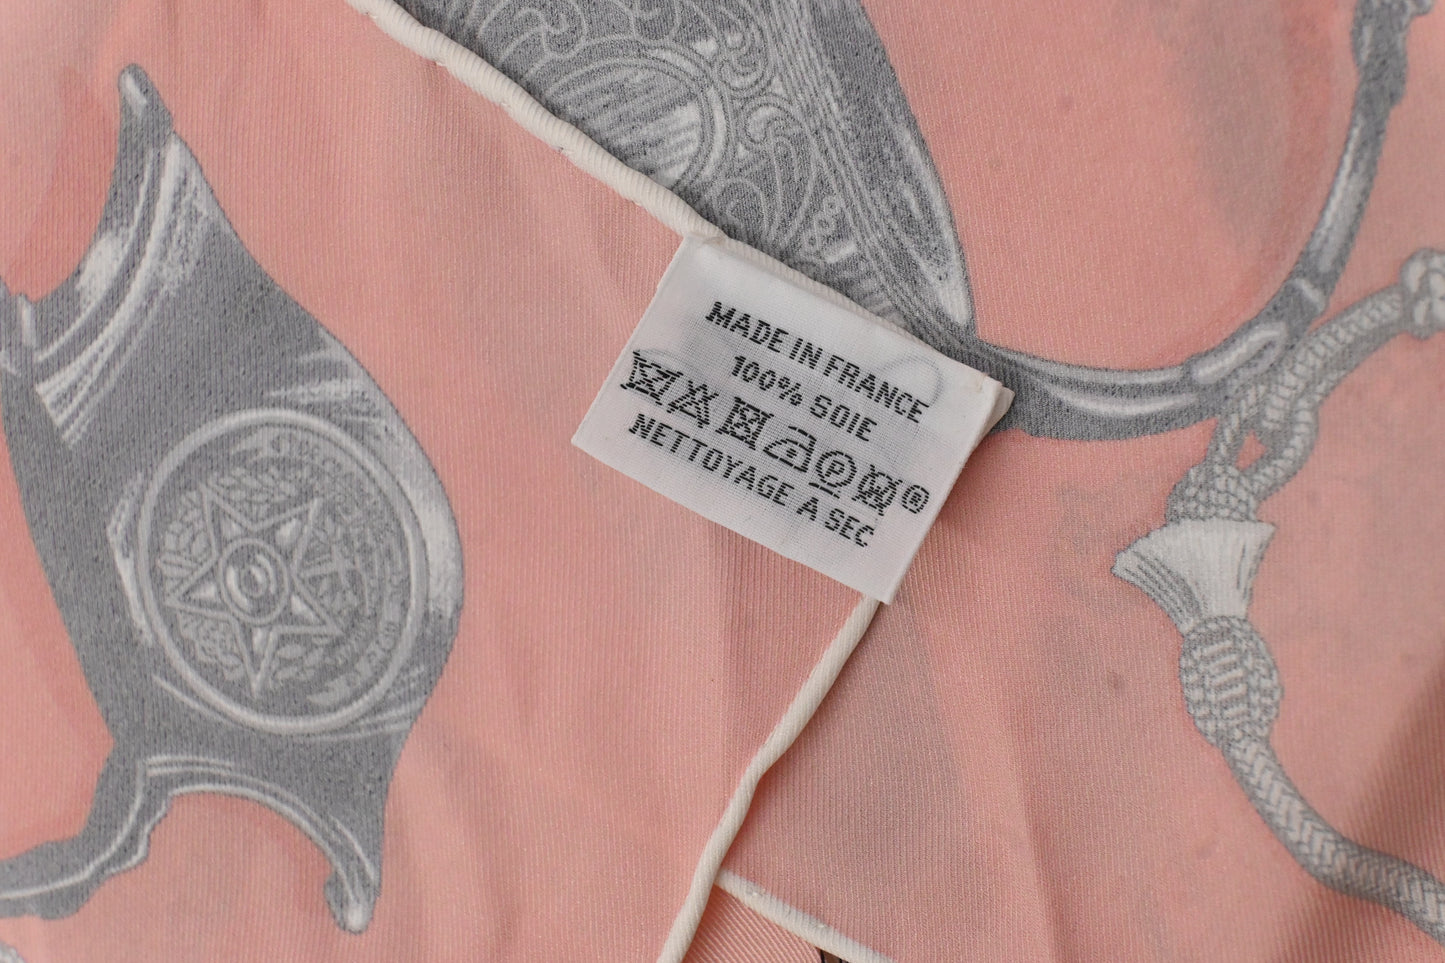 MADE IN FRANCE
100% SOIE
P ®
NETTOYAGE A SEC